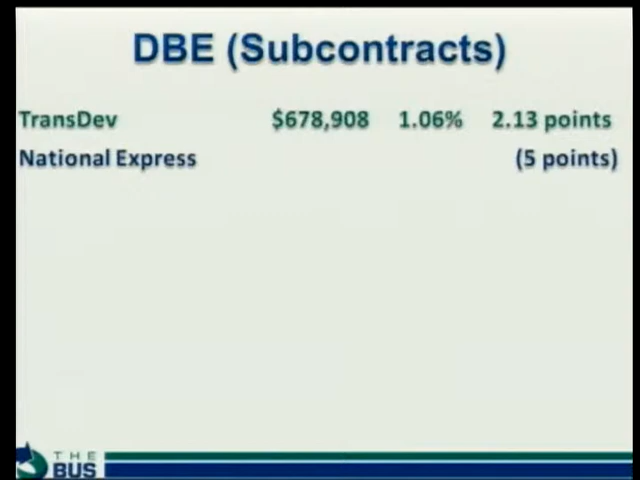 DBE (Subcontracts)
TransDev $678,908 1.06% 2.13 points
National Express (5 points)
THE
BUS